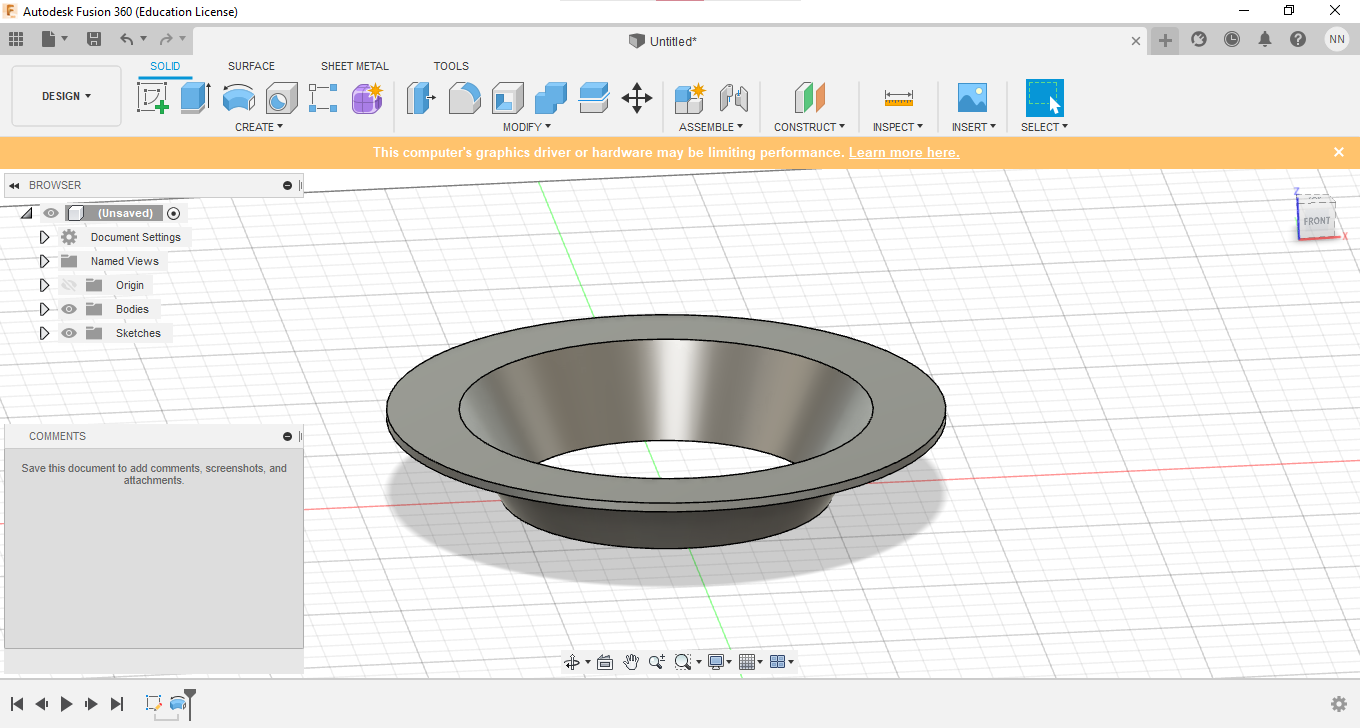 Autodesk Fusion 360 (Education License)
Untitled*
NN
DESIGN
SOLID
SURFACE
SHEET METAL
TOOLS
CREATE
MODIFY
ASSEMBLE
CONSTRUCT
INSPECT
INSERT
SELECT
This computer's graphics driver or hardware may be limiting performance. Learn more here.
BROWSER
(Unsaved)
Document Settings
Named Views
Origin
Bodies
Sketches
Z
FRONT
X
COMMENTS
Save this document to add comments, screenshots, and
attachments.